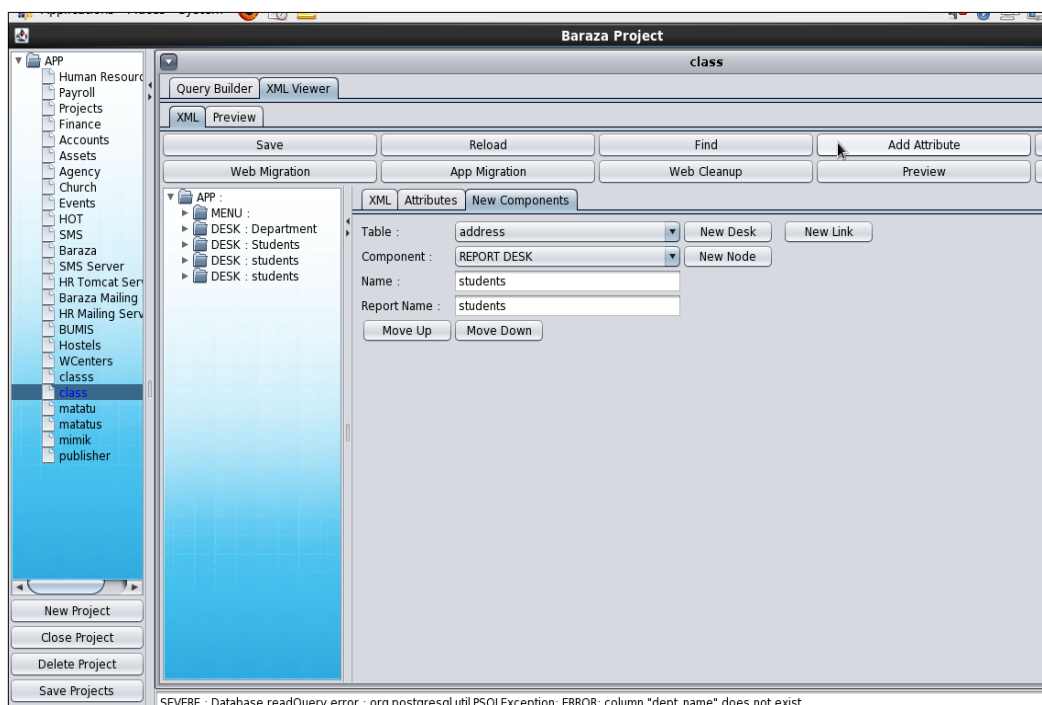 Applications Places System
Baraza Project
APP
Human Resourc
Payroll
Projects
Finance
Accounts
Assets
Agency
Church
Events
HOT
SMS
Baraza
SMS Server
HR Tomcat Serv
Baraza Mailing
HR Mailing Serv
BUMIS
Hostels
WCenters
classs
class
matatu
matatus
mimik
publisher
New Project
Close Project
Delete Project
Save Projects
class
Query Builder XML Viewer
XML Preview
Save Reload Find Add Attribute
Web Migration App Migration Web Cleanup Preview
APP :
MENU :
DESK : Department
DESK : Students
DESK : students
DESK : students
XML Attributes New Components
Table : address New Desk New Link
Component : REPORT DESK New Node
Name : students
Report Name : students
Move Up Move Down
SEVERE : Database readQuery error : org.postgresql.util.PSQLException: ERROR: column "dept_name" does not exist